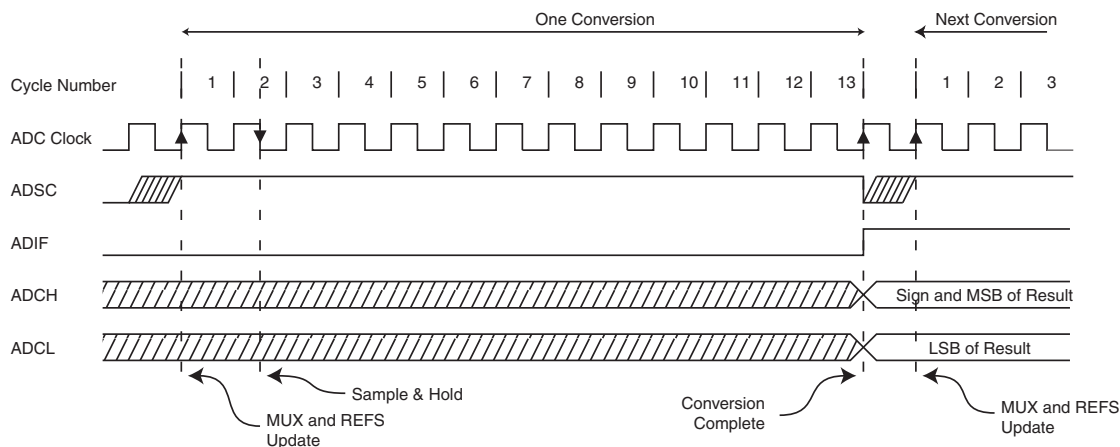 One Conversion
Next Conversion
Cycle Number
1 2 3 4 5 6 7 8 9 10 11 12 13 1 2 3
ADC Clock
ADSC
ADIF
ADCH
Sign and MSB of Result
ADCL
LSB of Result
MUX and REFS
Update
Sample & Hold
Conversion
Complete
MUX and REFS
Update